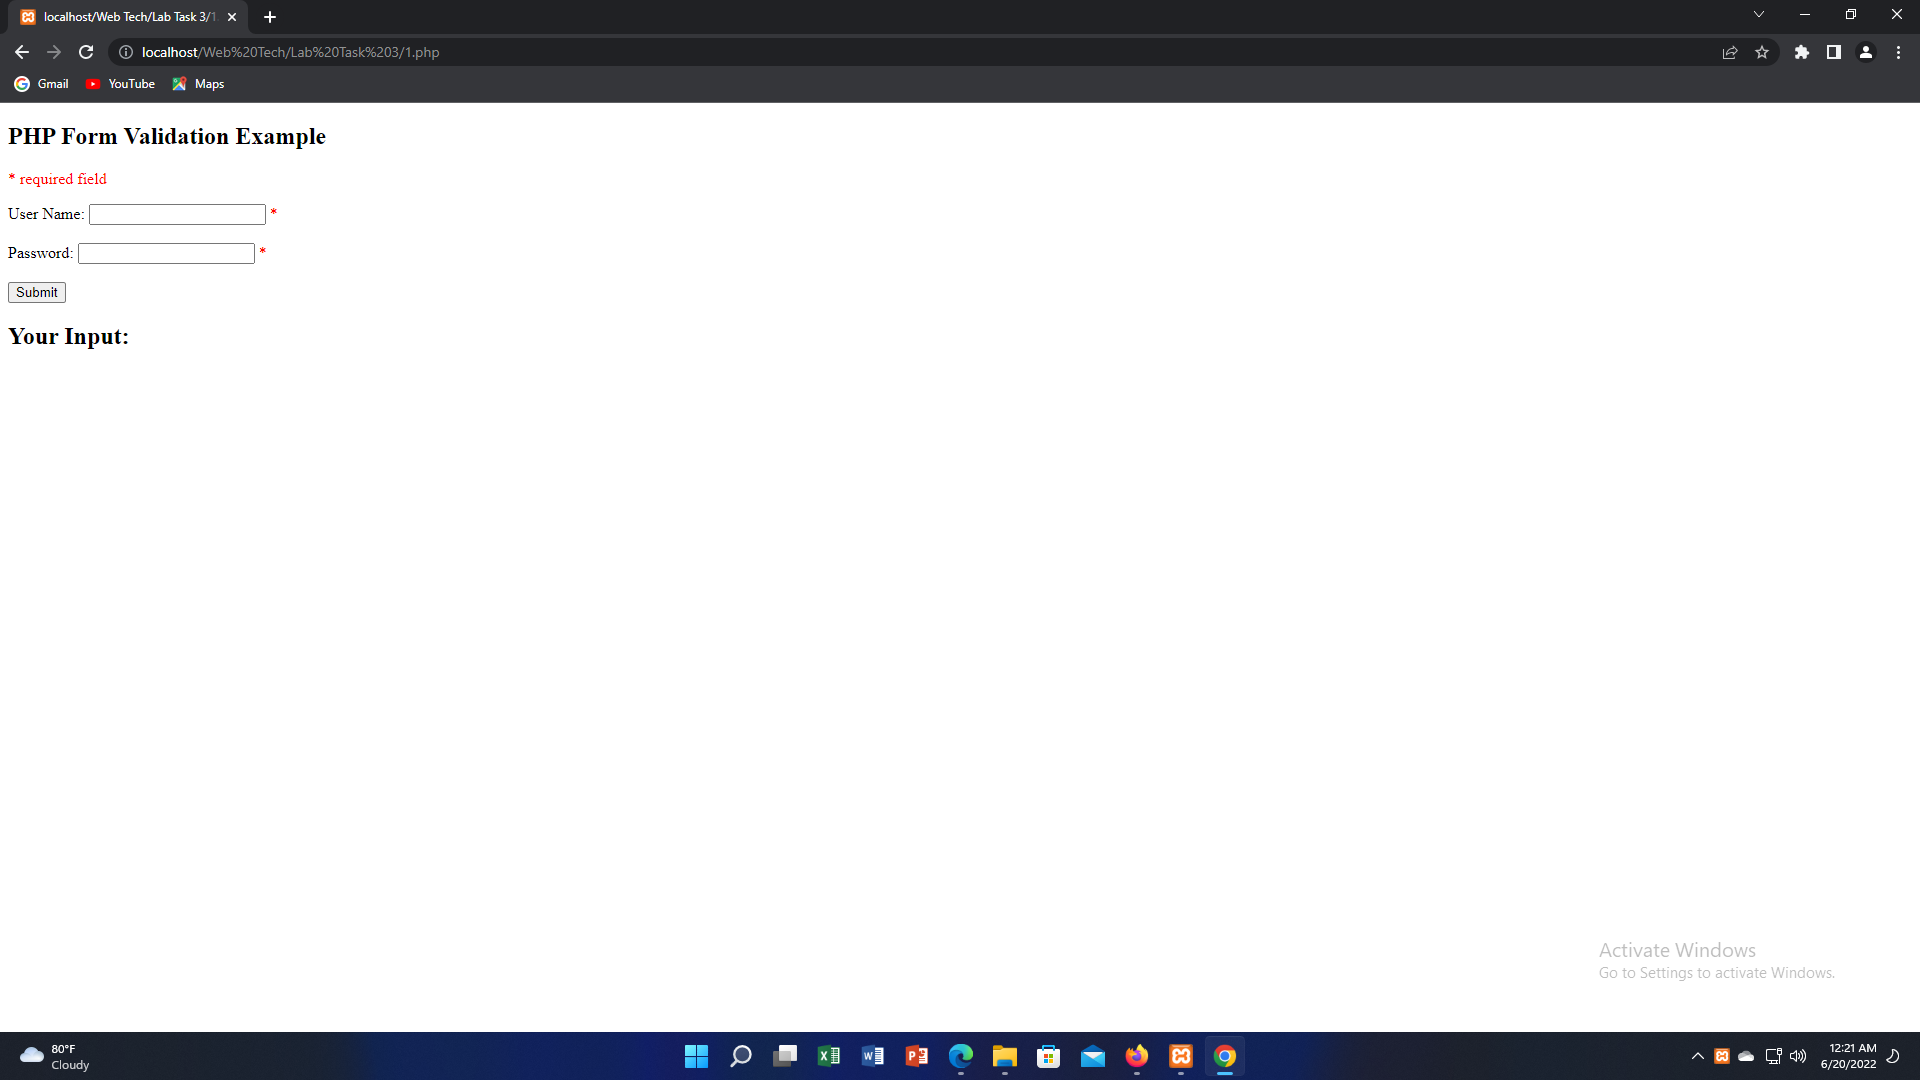 localhost/Web Tech/Lab Task 3/1.
localhost/Web%20Tech/Lab%20Task%203/1.php
Gmail
YouTube
Maps
PHP Form Validation Example
* required field
User Name: *
Password: *
Submit
Your Input:
Activate Windows
Go to Settings to activate Windows.
80°F
Cloudy
12:21 AM
6/20/2022